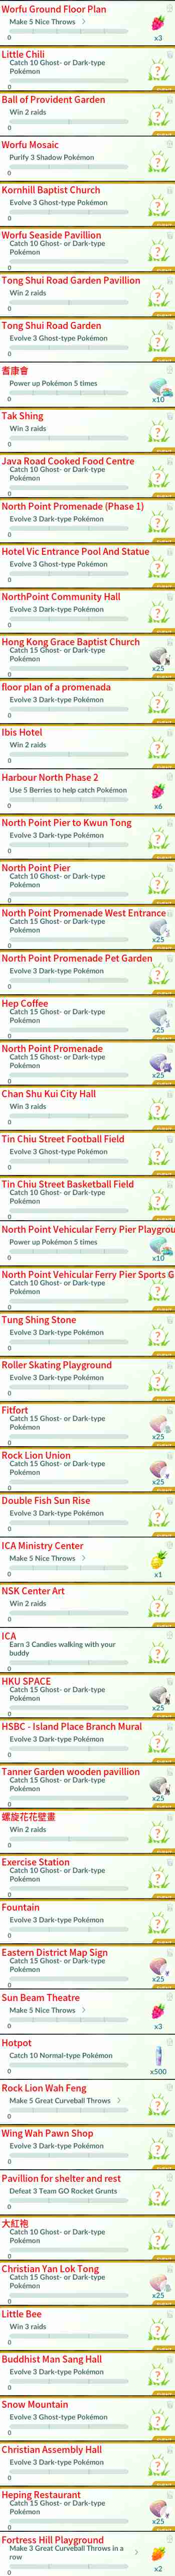 Worfu Ground Floor Plan
Make 5 Nice Throws
0
x3
Little Chili
Catch 10 Ghost- or Dark-type
Pokémon
0
Ball of Provident Garden
Win 2 raids
0
Worfu Mosaic
Purify 3 Shadow Pokémon
0
Kornhill Baptist Church
Evolve 3 Ghost-type Pokémon
0
Worfu Seaside Pavillion
Catch 10 Ghost- or Dark-type
Pokémon
0
Tong Shui Road Garden Pavillion
Win 2 raids
0
Tong Shui Road Garden
Evolve 3 Ghost-type Pokémon
0
耆康會
Power up Pokémon 5 times
0
x10
Tak Shing
Win 3 raids
0
Java Road Cooked Food Centre
Catch 10 Ghost- or Dark-type
Pokémon
0
North Point Promenade (Phase 1)
Evolve 3 Dark-type Pokémon
0
Hotel Vic Entrance Pool And Statue
Evolve 3 Ghost-type Pokémon
0
NorthPoint Community Hall
Evolve 3 Dark-type Pokémon
0
Hong Kong Grace Baptist Church
Catch 15 Ghost- or Dark-type
Pokémon
0
x25
floor plan of a promenada
Evolve 3 Dark-type Pokémon
0
Ibis Hotel
Win 2 raids
0
Harbour North Phase 2
Use 5 Berries to help catch Pokémon
0
x6
North Point Pier to Kwun Tong
Evolve 3 Dark-type Pokémon
0
North Point Pier
Catch 10 Ghost- or Dark-type
Pokémon
0
North Point Promenade West Entrance
Catch 15 Ghost- or Dark-type
Pokémon
0
x25
North Point Promenade Pet Garden
Evolve 3 Dark-type Pokémon
0
Hep Coffee
Catch 15 Ghost- or Dark-type
Pokémon
0
x25
North Point Promenade
Catch 15 Ghost- or Dark-type
Pokémon
0
x25
Chan Shu Kui City Hall
Win 3 raids
0
Tin Chiu Street Football Field
Evolve 3 Ghost-type Pokémon
0
Tin Chiu Street Basketball Field
Catch 10 Ghost- or Dark-type
Pokémon
0
North Point Vehicular Ferry Pier Playgrou
Power up Pokémon 5 times
0
x10
North Point Vehicular Ferry Pier Sports G
Catch 10 Ghost- or Dark-type
Pokémon
0
Tung Shing Stone
Evolve 3 Dark-type Pokémon
0
Roller Skating Playground
Evolve 3 Dark-type Pokémon
0
Fitfort
Catch 15 Ghost- or Dark-type
Pokémon
0
x25
Rock Lion Union
Catch 15 Ghost- or Dark-type
Pokémon
0
x25
Double Fish Sun Rise
Evolve 3 Dark-type Pokémon
0
ICA Ministry Center
Make 5 Nice Throws
0
x1
NSK Center Art
Win 2 raids
0
ICA
Earn 3 Candies walking with your
buddy
0
HKU SPACE
Catch 15 Ghost- or Dark-type
Pokémon
0
x25
HSBC - Island Place Branch Mural
Evolve 3 Dark-type Pokémon
0
Tanner Garden wooden pavillion
Catch 15 Ghost- or Dark-type
Pokémon
0
x25
螺旋花花壁畫
Win 2 raids
0
Exercise Station
Catch 10 Ghost- or Dark-type
Pokémon
0
Fountain
Evolve 3 Dark-type Pokémon
0
Eastern District Map Sign
Catch 15 Ghost- or Dark-type
Pokémon
0
x25
Sun Beam Theatre
Make 5 Nice Throws
0
x3
Hotpot
Catch 10 Normal-type Pokémon
0
x500
Rock Lion Wah Feng
Make 5 Great Curveball Throws
0
Wing Wah Pawn Shop
Evolve 3 Dark-type Pokémon
0
Pavillion for shelter and rest
Defeat 3 Team GO Rocket Grunts
0
大紅袍
Catch 10 Ghost- or Dark-type
Pokémon
0
Christian Yan Lok Tong
Catch 15 Ghost- or Dark-type
Pokémon
0
x25
Little Bee
Win 3 raids
0
Buddhist Man Sang Hall
Evolve 3 Dark-type Pokémon
0
Snow Mountain
Evolve 3 Ghost-type Pokémon
0
Christian Assembly Hall
Evolve 3 Dark-type Pokémon
0
Heping Restaurant
Catch 15 Ghost- or Dark-type
Pokémon
0
x25
Fortress Hill Playground
Make 3 Great Curveball Throws in a
row
0
x2